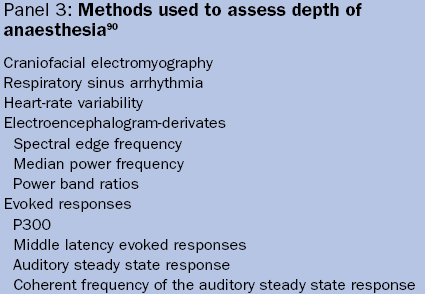 Panel 3: Methods used to assess depth of
anaesthesia⁹⁰
Craniofacial electromyography
Respiratory sinus arrhythmia
Heart-rate variability
Electroencephalogram-derivates
Spectral edge frequency
Median power frequency
Power band ratios
Evoked responses
P300
Middle latency evoked responses
Auditory steady state response
Coherent frequency of the auditory steady state response